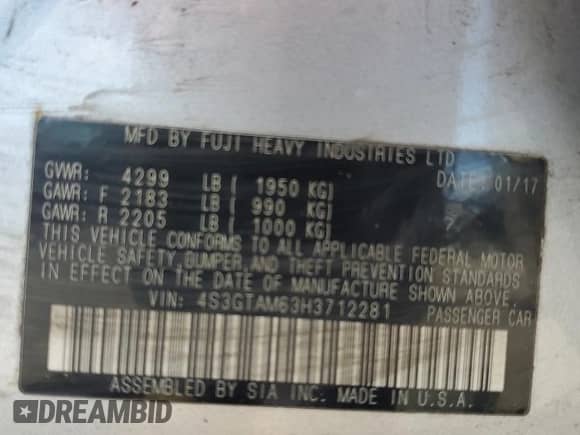 MFD BY FUJI HEAVY INDUSTRIES LTD
DATE: 01/17
GVWR: 4299 LB ( 1950 KG)
GAWR: F 2183 LB ( 990 KG)
GAWR: R 2205 LB ( 1000 KG)
THIS VEHICLE CONFORMS TO ALL APPLICABLE FEDERAL MOTOR
VEHICLE SAFETY, BUMPER AND THEFT PREVENTION STANDARDS
IN EFFECT ON THE DATE OF MANUFACTURE SHOWN ABOVE.
VIN: 4S3GTAM63H3712281 PASSENGER CAR
ASSEMBLED BY SIA INC. MADE IN U.S.A.
DREAMBID